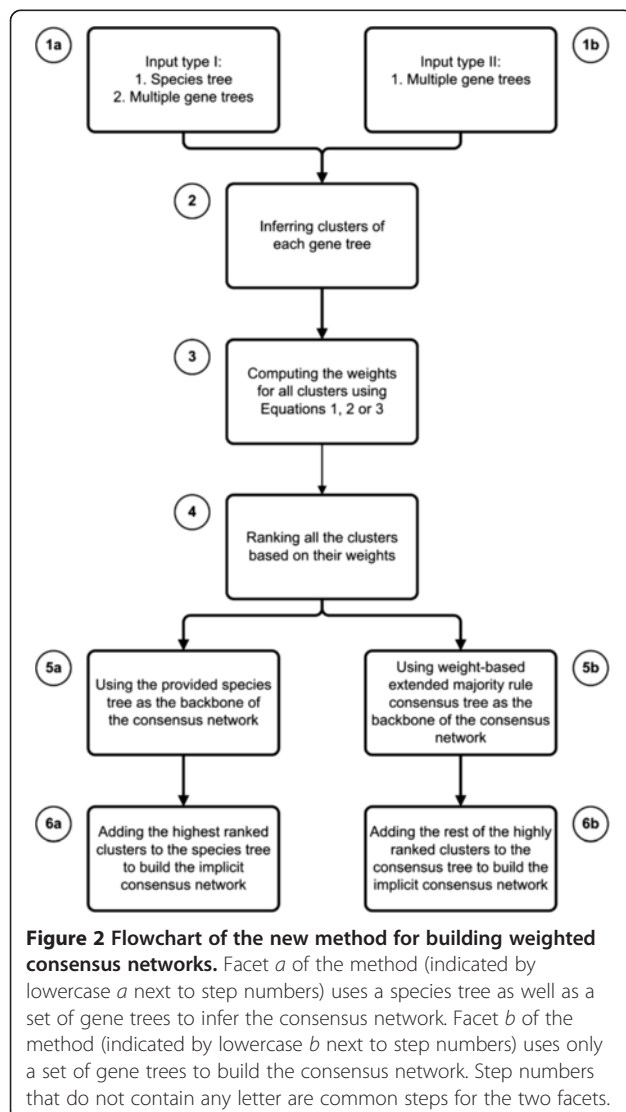 1a
Input type I:
1. Species tree
2. Multiple gene trees
1b
Input type II:
1. Multiple gene trees
2
Inferring clusters of
each gene tree
3
Computing the weights
for all clusters using
Equations 1, 2 or 3
4
Ranking all the clusters
based on their weights
5a
Using the provided species
tree as the backbone of
the consensus network
5b
Using weight-based
extended majority rule
consensus tree as the
backbone of the consensus
network
6a
Adding the highest ranked
clusters to the species tree
to build the implicit
consensus network
6b
Adding the rest of the highly
ranked clusters to the
consensus tree to build the
implicit consensus network
Figure 2 Flowchart of the new method for building weighted
consensus networks. Facet a of the method (indicated by
lowercase a next to step numbers) uses a species tree as well as a
set of gene trees to infer the consensus network. Facet b of the
method (indicated by lowercase b next to step numbers) uses only
a set of gene trees to build the consensus network. Step numbers
that do not contain any letter are common steps for the two facets.